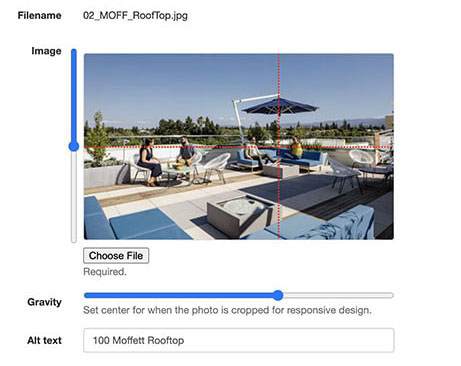 Filename 02_MOFF_RoofTop.jpg
Image
Choose File
Required.
Gravity
Set center for when the photo is cropped for responsive design.
Alt text 100 Moffett Rooftop